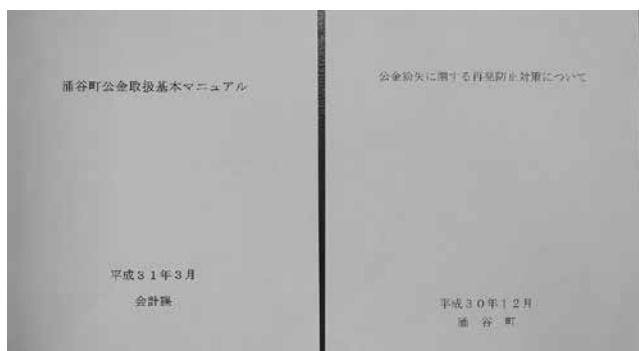 涌谷町公金取扱基本マニュアル
平成31年3月
会計課
公金紛失に関する再発防止対策について
平成30年12月
涌谷町